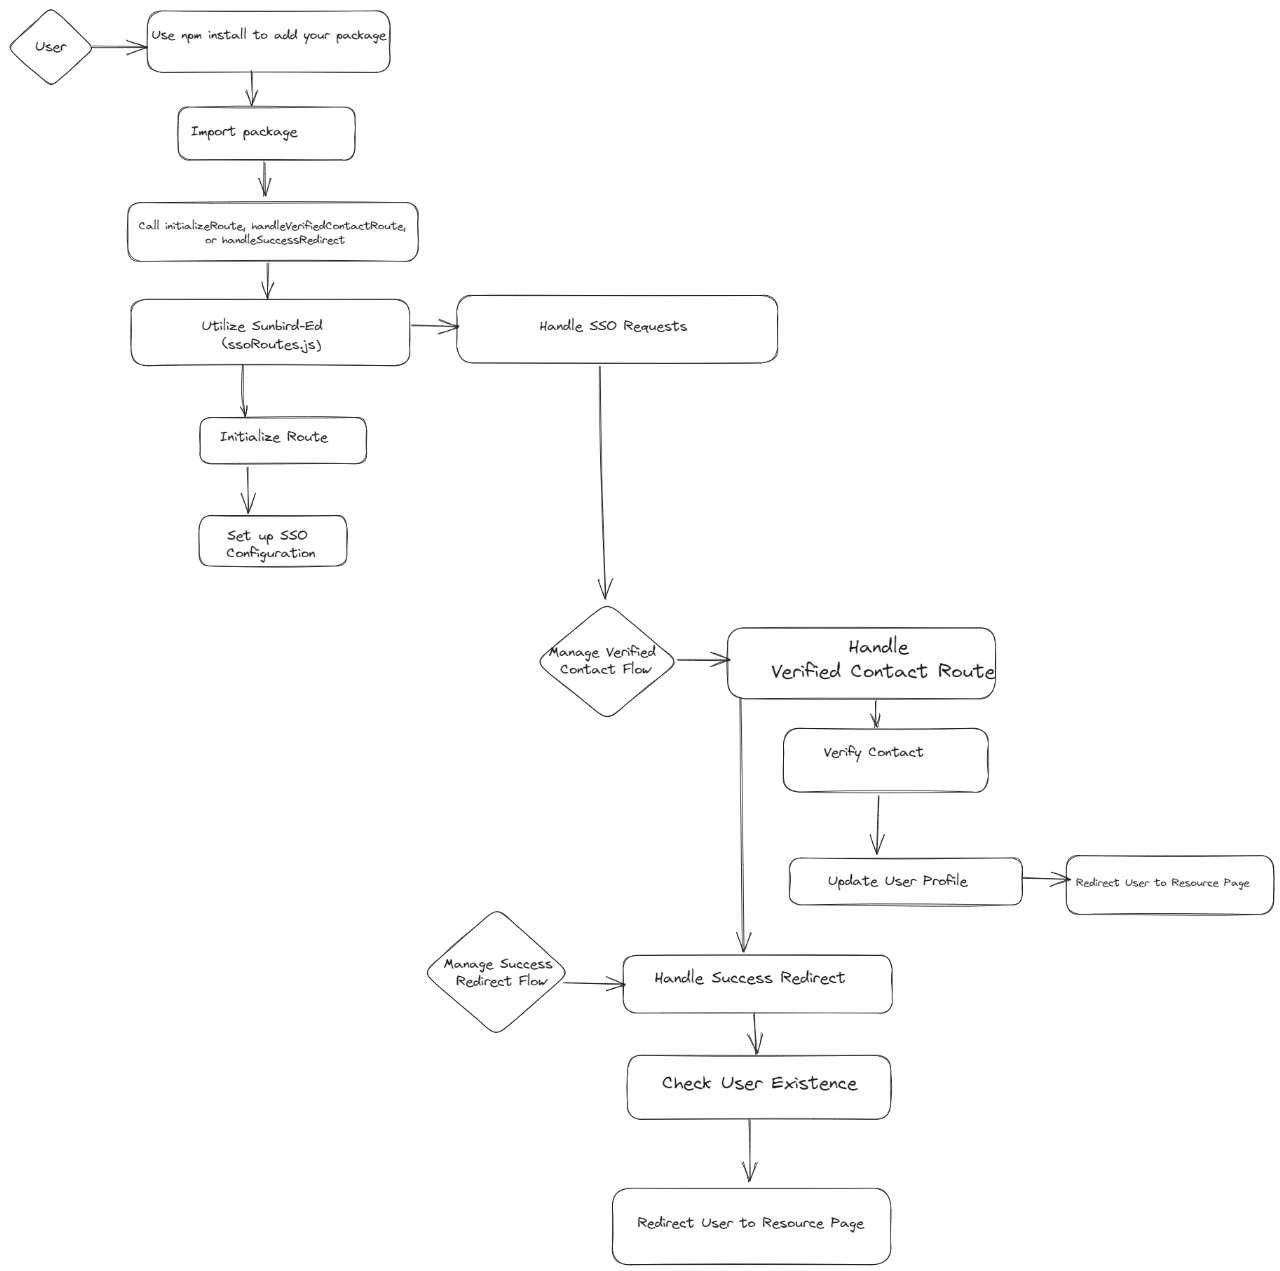 User
Use npm install to add your package
Import package
Call initializeRoute, handleVerifiedContactRoute,
or handleSuccessRedirect
Utilize Sunbird-Ed
(ssoRoutes.js)
Handle SSO Requests
Initialize Route
Set up SSO
Configuration
Manage Verified
Contact Flow
Handle
Verified Contact Route
Verify Contact
Update User Profile
Redirect User to Resource Page
Manage Success
Redirect Flow
Handle Success Redirect
Check User Existence
Redirect User to Resource Page